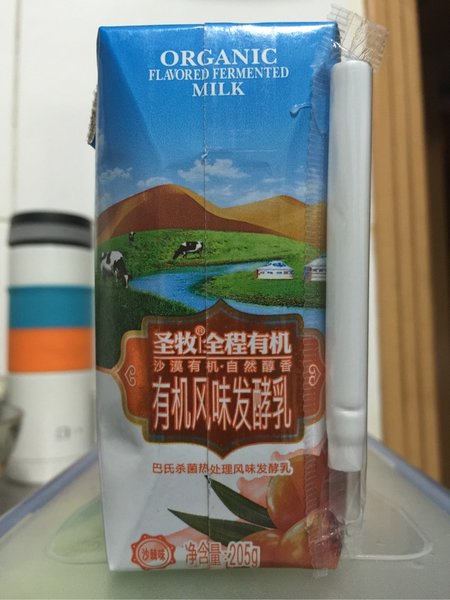 ORGANIC
FLAVORED FERMENTED
MILK
圣牧® 全程有机
沙漠有机·自然醇香
有机风味发酵乳
巴氏杀菌热处理风味发酵乳
沙棘味
净含量:205g